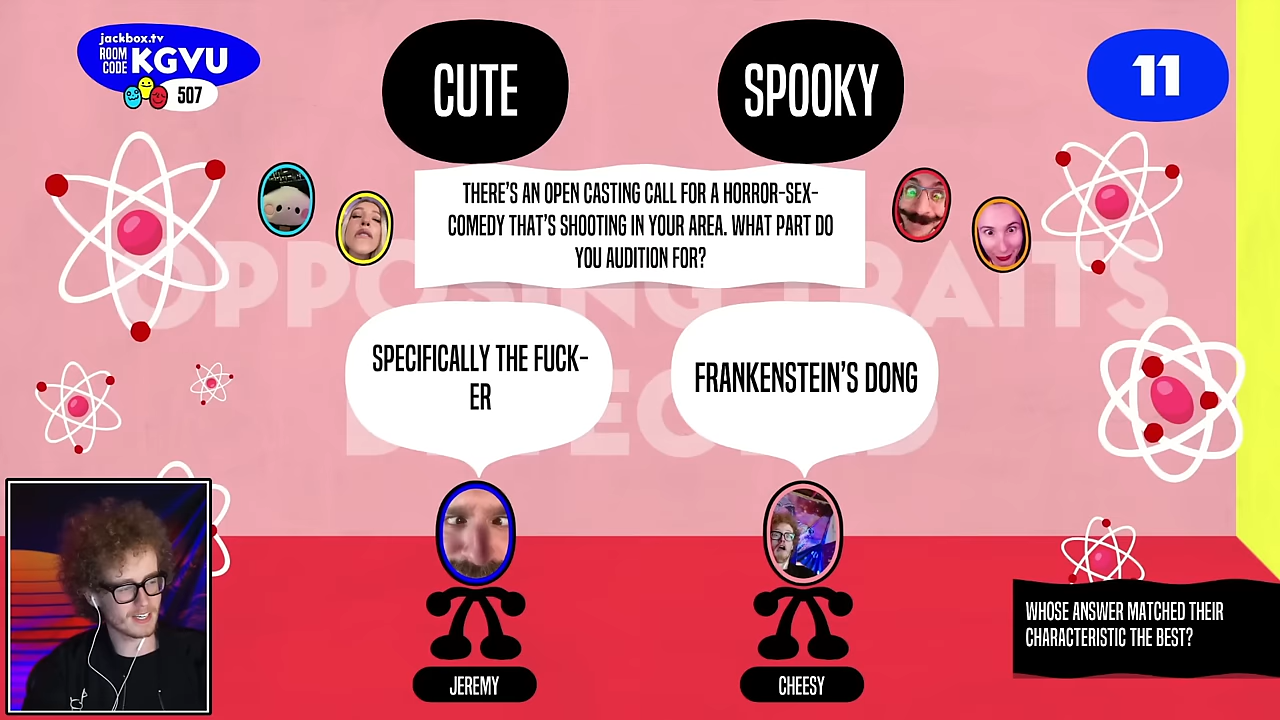 jackbox.tv
ROOM
CODE
KGVU
507
CUTE
SPOOKY
11
THERE'S AN OPEN CASTING CALL FOR A HORROR-SEX-
COMEDY THAT'S SHOOTING IN YOUR AREA. WHAT PART DO
YOU AUDITION FOR?
OPPOSING TRAITS
SPECIFICALLY THE FUCK-
ER
FRANKENSTEIN'S DONG
WHOSE ANSWER MATCHED THEIR
CHARACTERISTIC THE BEST?
JEREMY
CHEESY